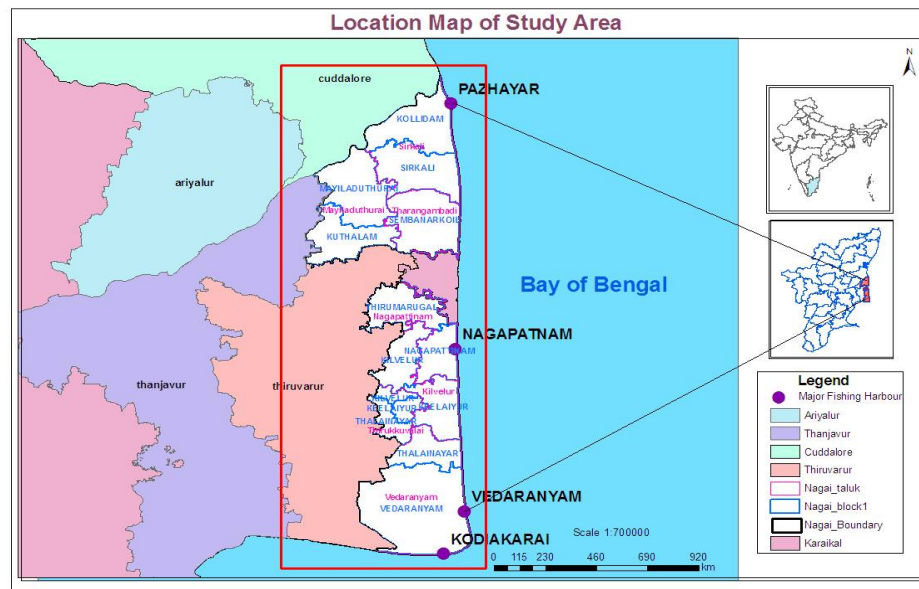 Location Map of Study Area
N
cuddalore
PAZHAYAR
KOLLIDAM
Sirkali
SIRKALI
ariyalur
MAYILADUTHURAI
Mayiladuthurai
Tharangambadi
SEMBANARKOIL
KUTHALAM
Bay of Bengal
THIRUMARUGAL
Nagapattinam
NAGAPATNAM
NAGAPATTINAM
KILVELUR
thanjavur
thiruvarur
Kilvelur
KILVELUR
KEELAIYUR
KEELAIYUR
THALAINAYAR
Thirukkuvalai
THALAINAYAR
Vedaranyam
VEDARANYAM
VEDARANYAM
KODIAKARAI
Scale 1:700000
0 115 230 460 690 920
km
Legend
Major Fishing Harbour
Ariyalur
Thanjavur
Cuddalore
Thiruvarur
Nagai_taluk
Nagai_block1
Nagai_Boundary
Karaikal